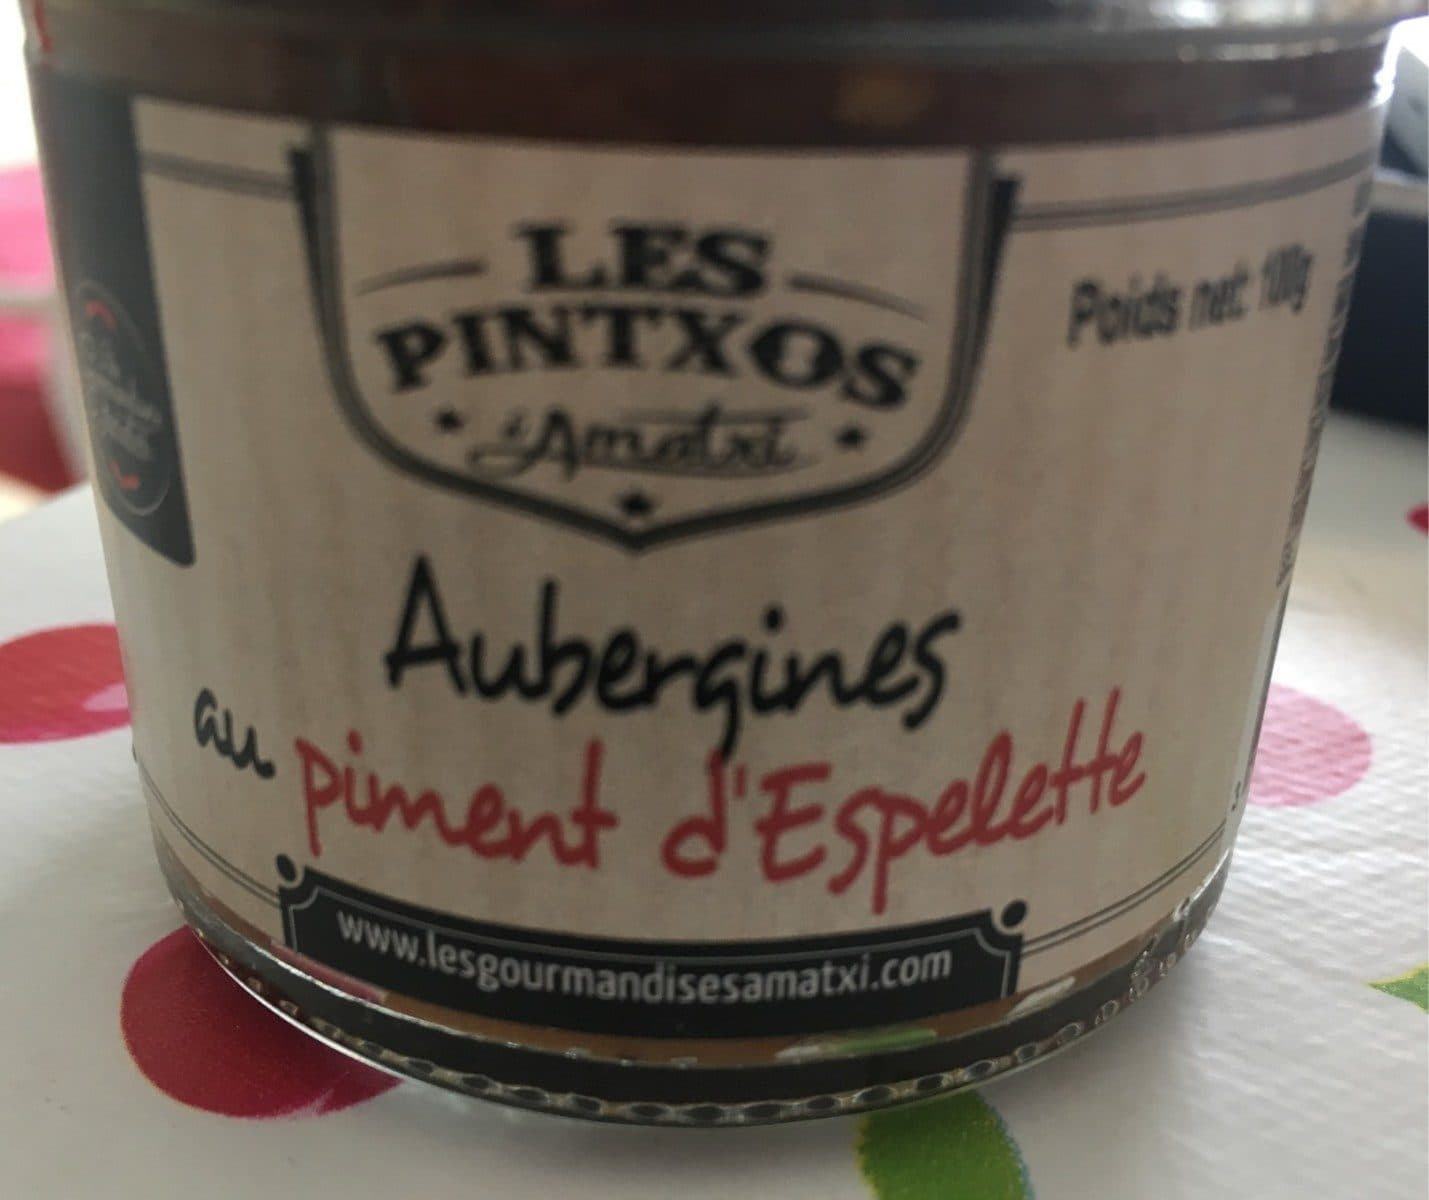 LES
PINTXOS
d'Amatxi
Poids net: 100g
Aubergines
au piment d'Espelette
www.lesgourmandisesamatxi.com